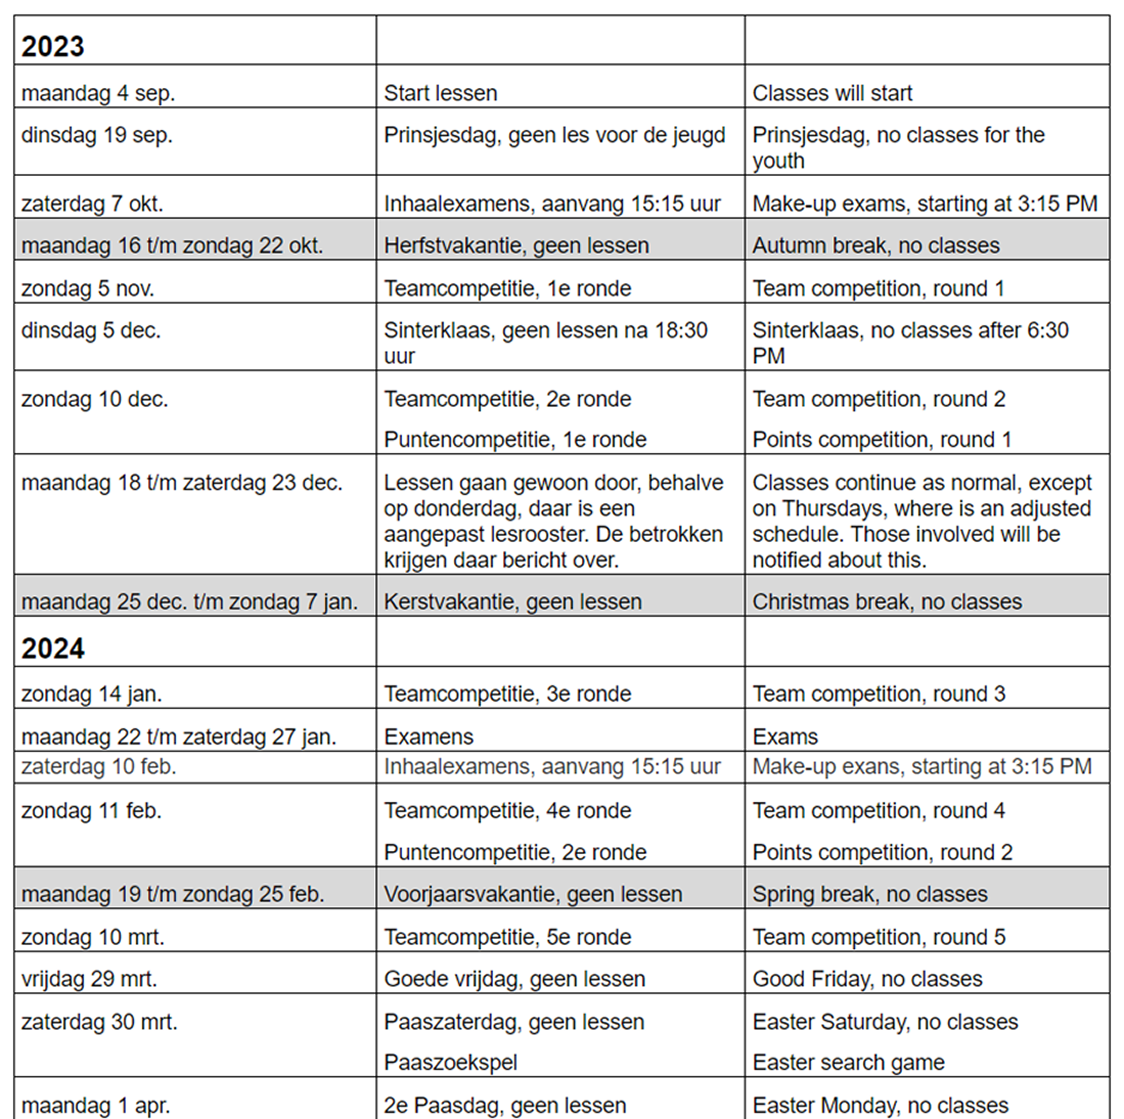 2023
maandag 4 sep. Start lessen Classes will start
dinsdag 19 sep. Prinsjesdag, geen les voor de jeugd Prinsjesdag, no classes for the
youth
zaterdag 7 okt. Inhaalexamens, aanvang 15:15 uur Make-up exams, starting at 3:15 PM
maandag 16 t/m zondag 22 okt. Herfstvakantie, geen lessen Autumn break, no classes
zondag 5 nov. Teamcompetitie, 1e ronde Team competition, round 1
dinsdag 5 dec. Sinterklaas, geen lessen na 18:30 Sinterklaas, no classes after 6:30
uur PM
zondag 10 dec. Teamcompetitie, 2e ronde Team competition, round 2
Puntencompetitie, 1e ronde Points competition, round 1
maandag 18 t/m zaterdag 23 dec. Lessen gaan gewoon door, behalve Classes continue as normal, except
op donderdag, daar is een on Thursdays, where is an adjusted
aangepast lesrooster. De betrokken schedule. Those involved will be
krijgen daar bericht over. notified about this.
maandag 25 dec. t/m zondag 7 jan. Kerstvakantie, geen lessen Christmas break, no classes
2024
zondag 14 jan. Teamcompetitie, 3e ronde Team competition, round 3
maandag 22 t/m zaterdag 27 jan. Examens Exams
zaterdag 10 feb. Inhaalexamens, aanvang 15:15 uur Make-up exans, starting at 3:15 PM
zondag 11 feb. Teamcompetitie, 4e ronde Team competition, round 4
Puntencompetitie, 2e ronde Points competition, round 2
maandag 19 t/m zondag 25 feb. Voorjaarsvakantie, geen lessen Spring break, no classes
zondag 10 mrt. Teamcompetitie, 5e ronde Team competition, round 5
vrijdag 29 mrt. Goede vrijdag, geen lessen Good Friday, no classes
zaterdag 30 mrt. Paaszaterdag, geen lessen Easter Saturday, no classes
Paaszoekspel Easter search game
maandag 1 apr. 2e Paasdag, geen lessen Easter Monday, no classes